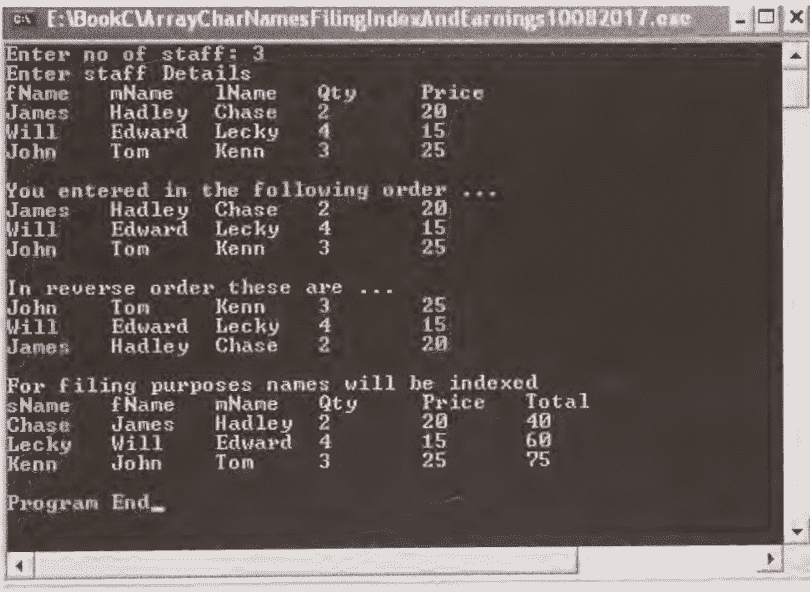 E:\BookC\ArrayCharNamesFilingIndexAndEarnings10082017.exe
Enter no of staff: 3
Enter staff Details
fName mName lName Qty Price
James Hadley Chase 2 20
Will Edward Lecky 4 15
John Tom Kenn 3 25
You entered in the following order ...
James Hadley Chase 2 20
Will Edward Lecky 4 15
John Tom Kenn 3 25
In reverse order these are ...
John Tom Kenn 3 25
Will Edward Lecky 4 15
James Hadley Chase 2 20
For filing purposes names will be indexed
sName fName mName Qty Price Total
Chase James Hadley 2 20 40
Lecky Will Edward 4 15 60
Kenn John Tom 3 25 75
Program End